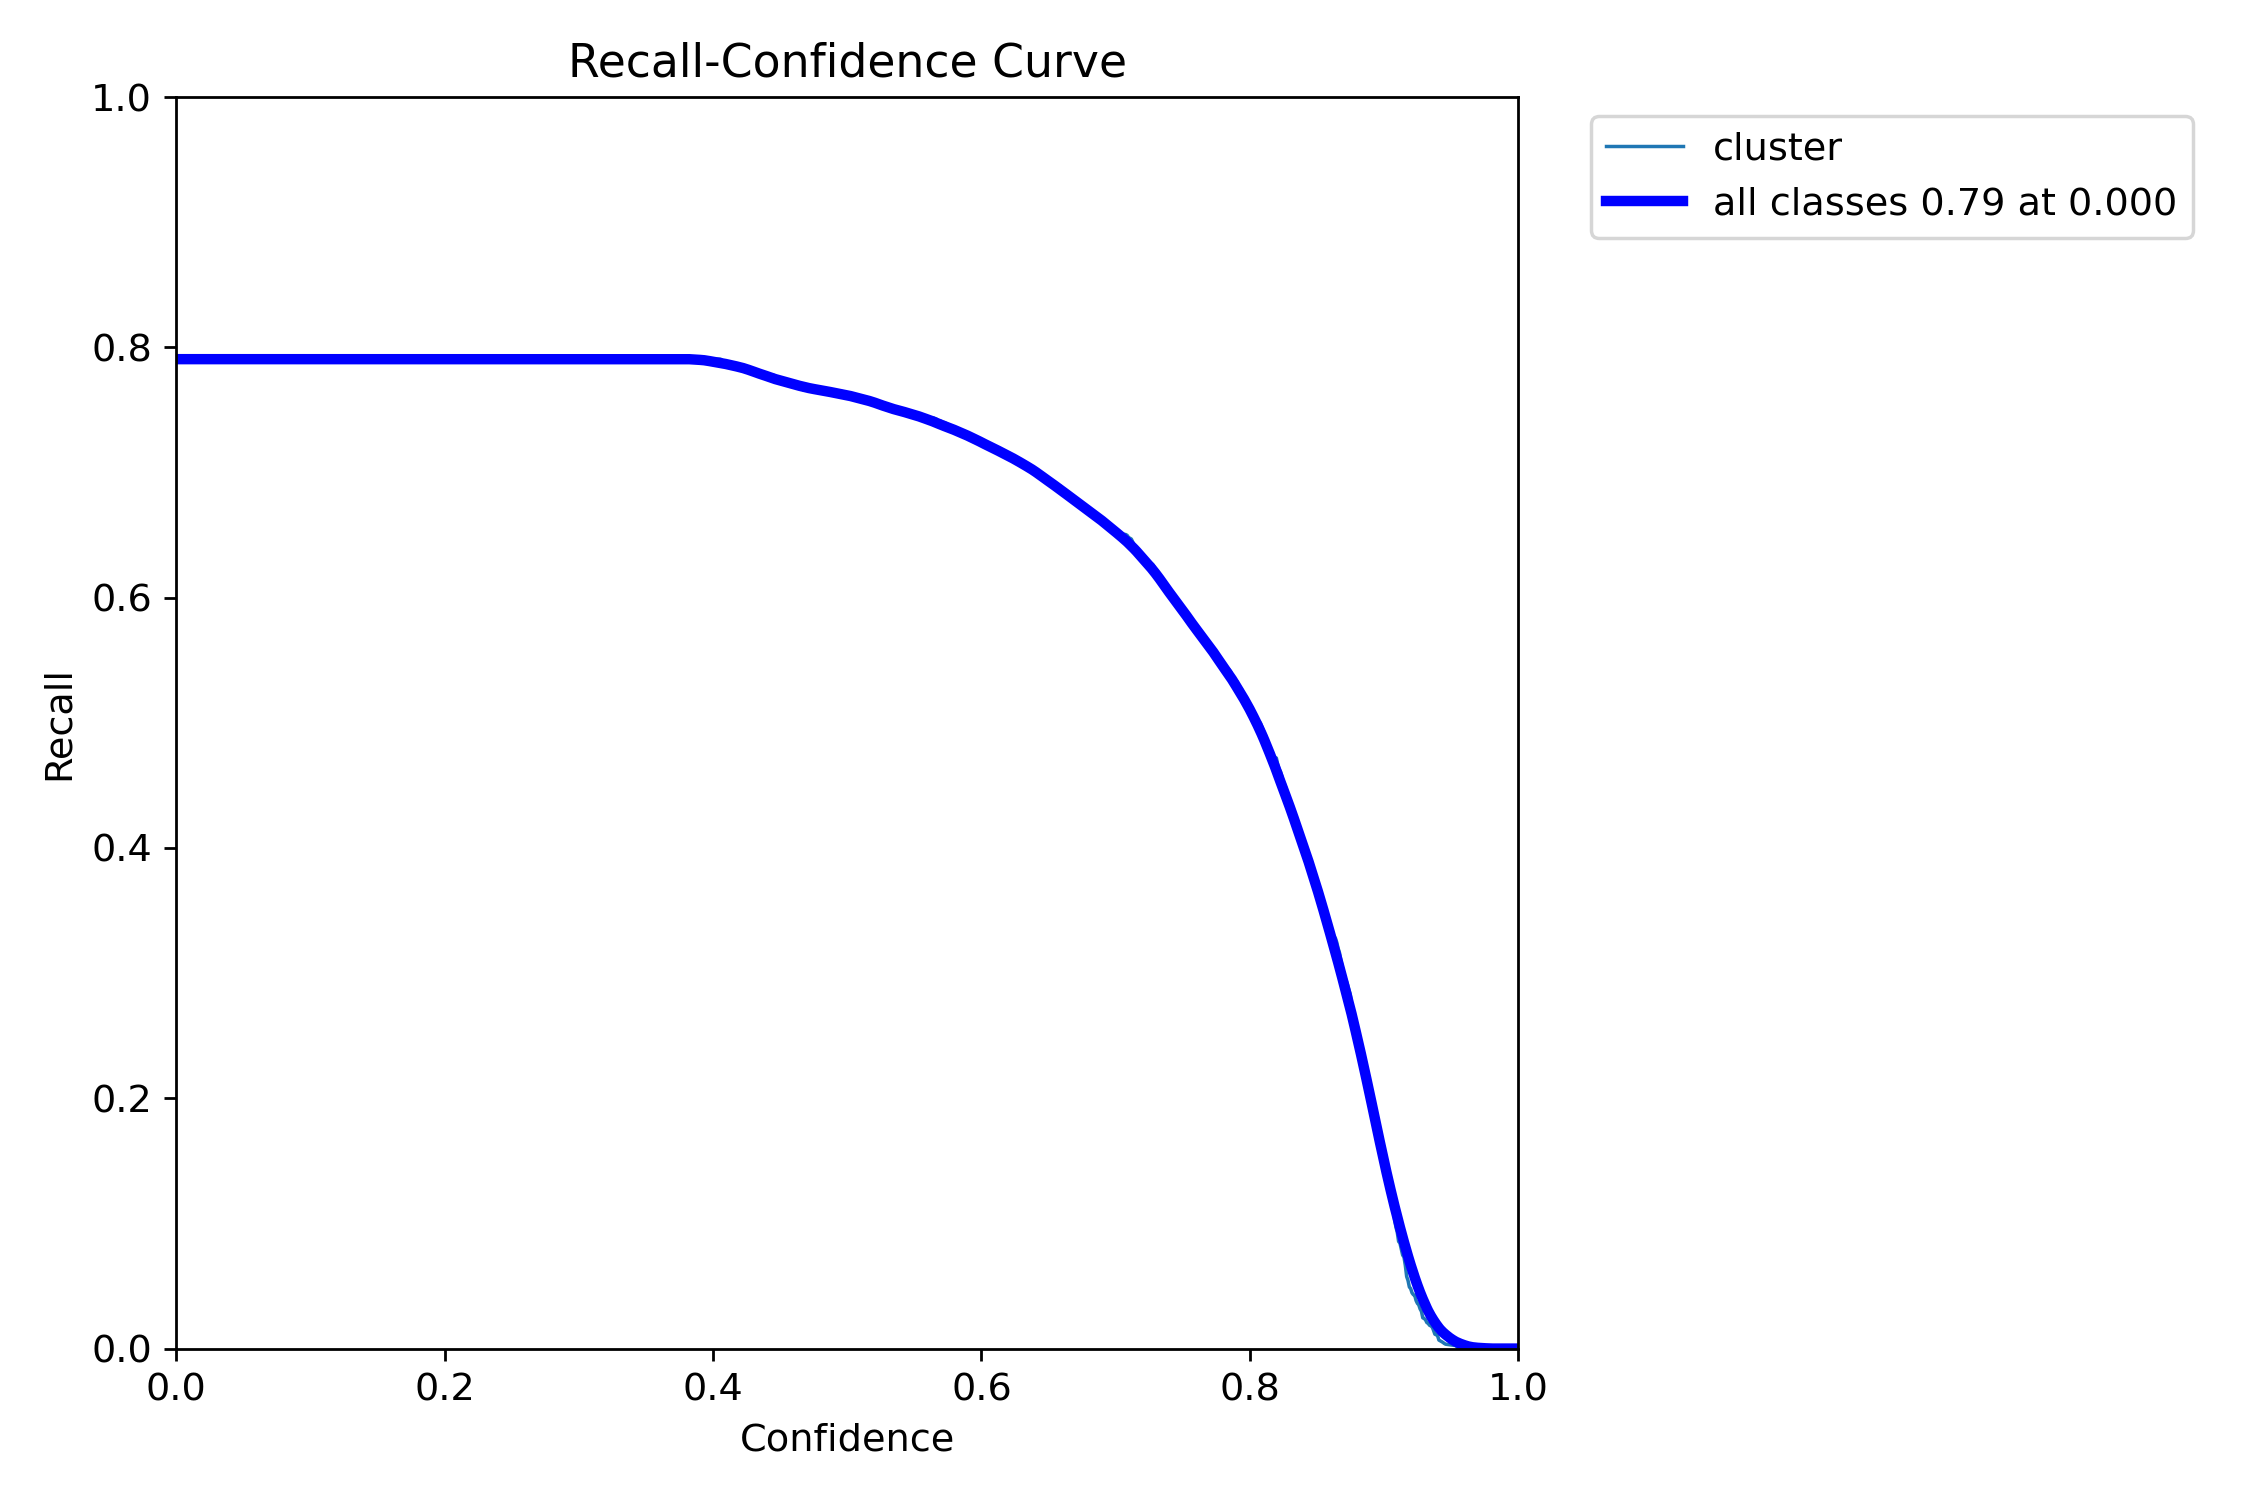 Recall-Confidence Curve
1.0
0.8
0.6
0.4
0.2
0.0
Recall
0.0 0.2 0.4 0.6 0.8 1.0
Confidence
cluster
all classes 0.79 at 0.000